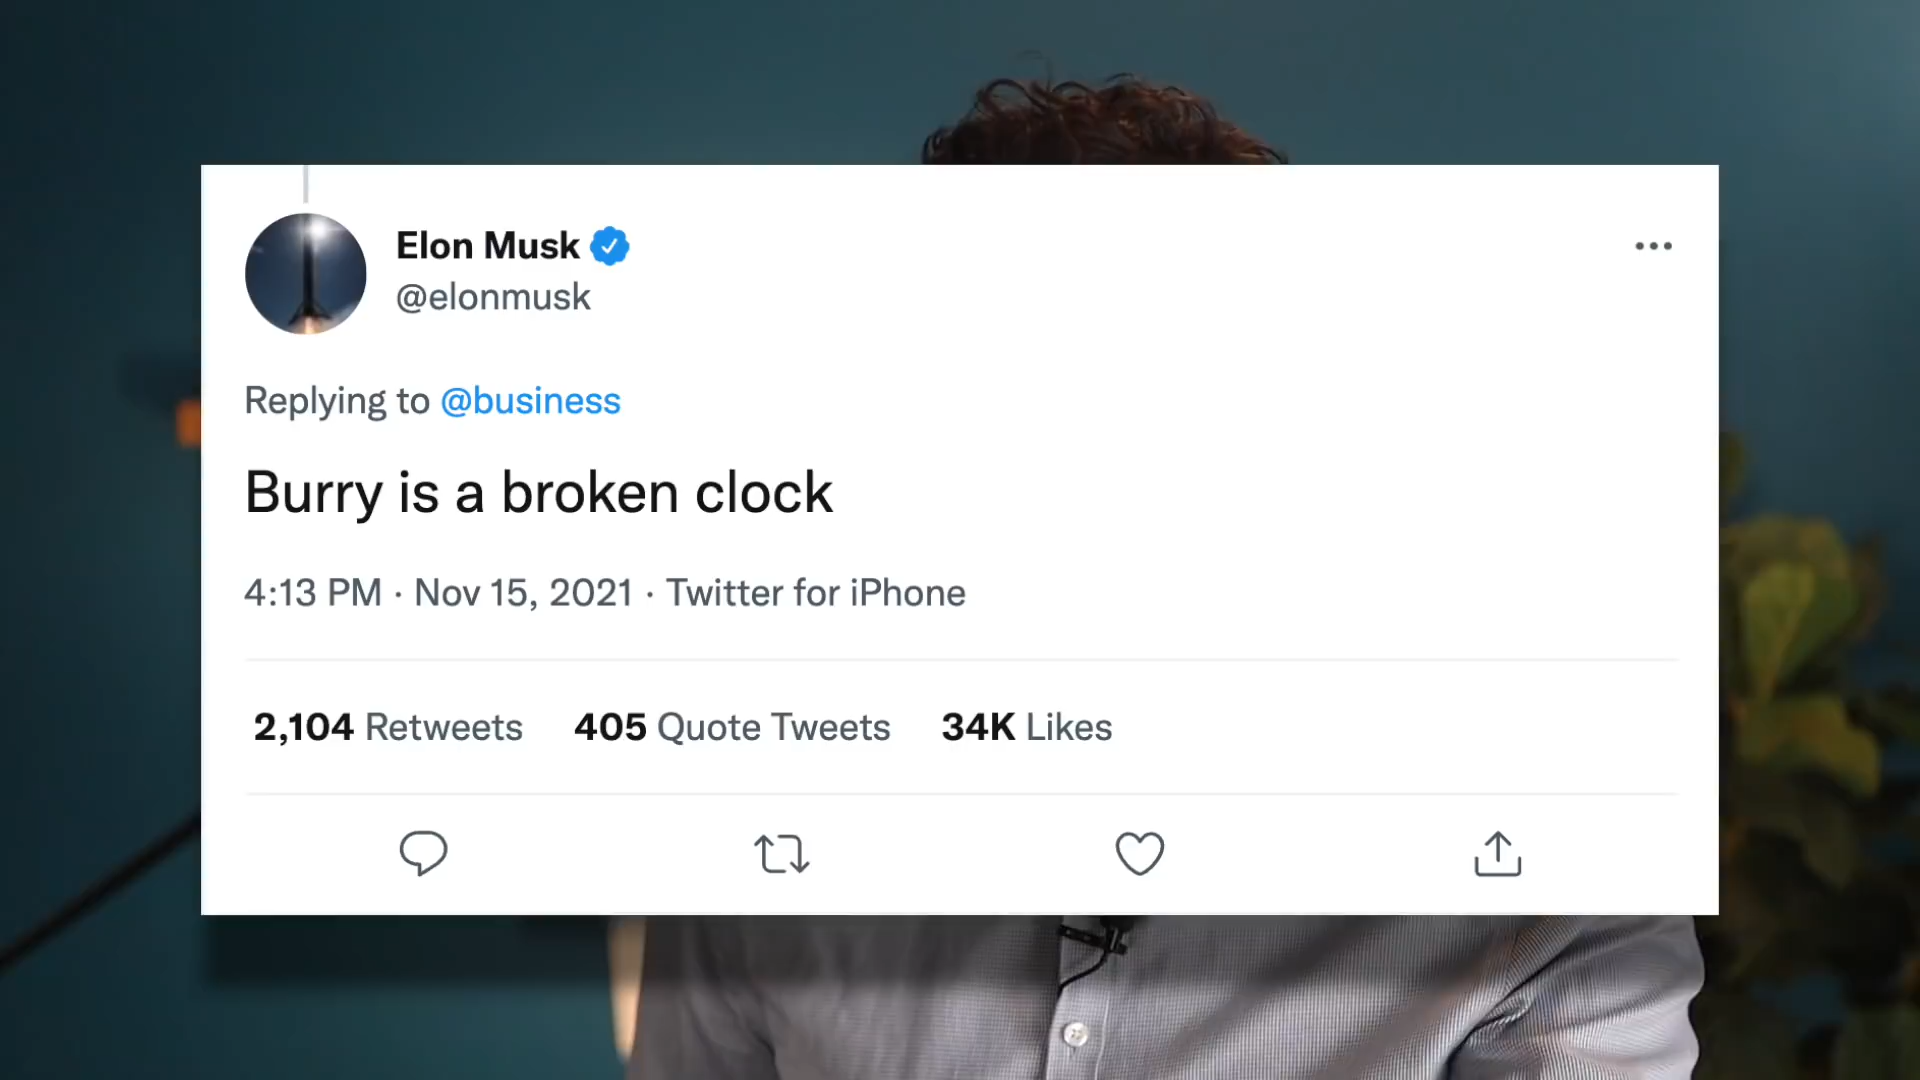 Elon Musk
@elonmusk
Replying to @business
Burry is a broken clock
4:13 PM · Nov 15, 2021 · Twitter for iPhone
2,104 Retweets 405 Quote Tweets 34K Likes